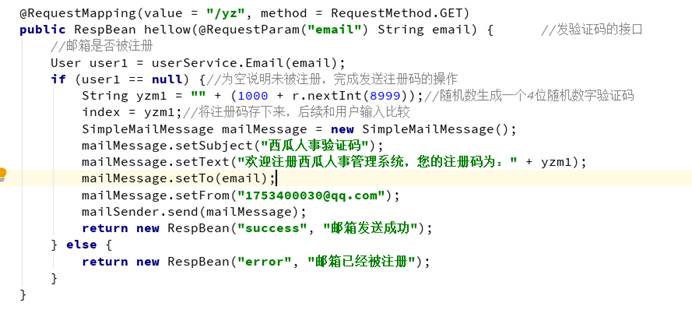 @RequestMapping(value = "/yz", method = RequestMethod.GET)
public RespBean hellow(@RequestParam("email") String email) {      //发验证码的接口
    //邮箱是否被注册
    User user1 = userService.Email(email);
    if (user1 == null) {//为空说明未被注册，完成发送注册码的操作
        String yzm1 = "" + (1000 + r.nextInt(8999));//随机数生成一个4位随机数字验证码
        index = yzm1;//将注册码存下来，后续和用户输入比较
        SimpleMailMessage mailMessage = new SimpleMailMessage();
        mailMessage.setSubject("西瓜人事验证码");
        mailMessage.setText("欢迎注册西瓜人事管理系统，您的注册码为：" + yzm1);
        mailMessage.setTo(email);
        mailMessage.setFrom("1753400030@qq.com");
        mailSender.send(mailMessage);
        return new RespBean("success", "邮箱发送成功");
    } else {
        return new RespBean("error", "邮箱已经被注册");
    }
}